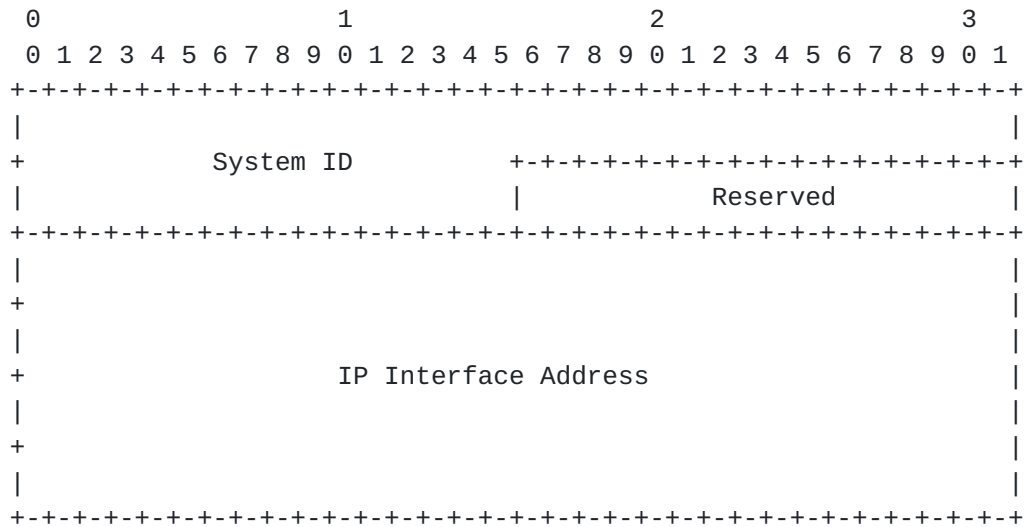 0                   1                   2                   3
 0 1 2 3 4 5 6 7 8 9 0 1 2 3 4 5 6 7 8 9 0 1 2 3 4 5 6 7 8 9 0 1
+-+-+-+-+-+-+-+-+-+-+-+-+-+-+-+-+-+-+-+-+-+-+-+-+-+-+-+-+-+-+-+-+
|                                                               |
+            System ID          +-+-+-+-+-+-+-+-+-+-+-+-+-+-+-+-+
|                               |            Reserved           |
+-+-+-+-+-+-+-+-+-+-+-+-+-+-+-+-+-+-+-+-+-+-+-+-+-+-+-+-+-+-+-+-+
|                                                               |
+                                                               |
|                                                               |
+                    IP Interface Address                       |
|                                                               |
+                                                               |
|                                                               |
+-+-+-+-+-+-+-+-+-+-+-+-+-+-+-+-+-+-+-+-+-+-+-+-+-+-+-+-+-+-+-+-+